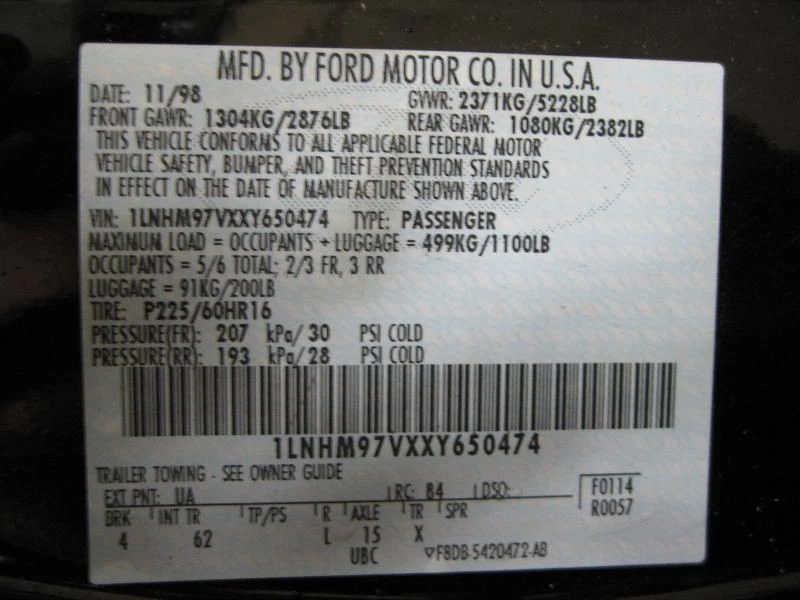 MFD. BY FORD MOTOR CO. IN U.S.A.
DATE: 11/98 GVWR: 2371KG/5228LB
FRONT GAWR: 1304KG/2876LB REAR GAWR: 1080KG/2382LB
THIS VEHICLE CONFORMS TO ALL APPLICABLE FEDERAL MOTOR
VEHICLE SAFETY, BUMPER, AND THEFT PREVENTION STANDARDS
IN EFFECT ON THE DATE OF MANUFACTURE SHOWN ABOVE.
VIN: 1LNHM97VXXY650474 TYPE: PASSENGER
MAXIMUM LOAD = OCCUPANTS + LUGGAGE = 499KG/1100LB
OCCUPANTS = 5/6 TOTAL; 2/3 FR, 3 RR
LUGGAGE = 91KG/200LB
TIRE: P225/60HR16
PRESSURE(FR): 207 kPa/30 PSI COLD
PRESSURE(RR): 193 kPa/28 PSI COLD
1LNHM97VXXY650474
TRAILER TOWING - SEE OWNER GUIDE
EXT PNT: UA RC: 84 DSO: F0114
BRK INT TR TP/PS R AXLE TR SPR R0057
4 62 L 15 X
UBC ▽F8DB-5420472-AB